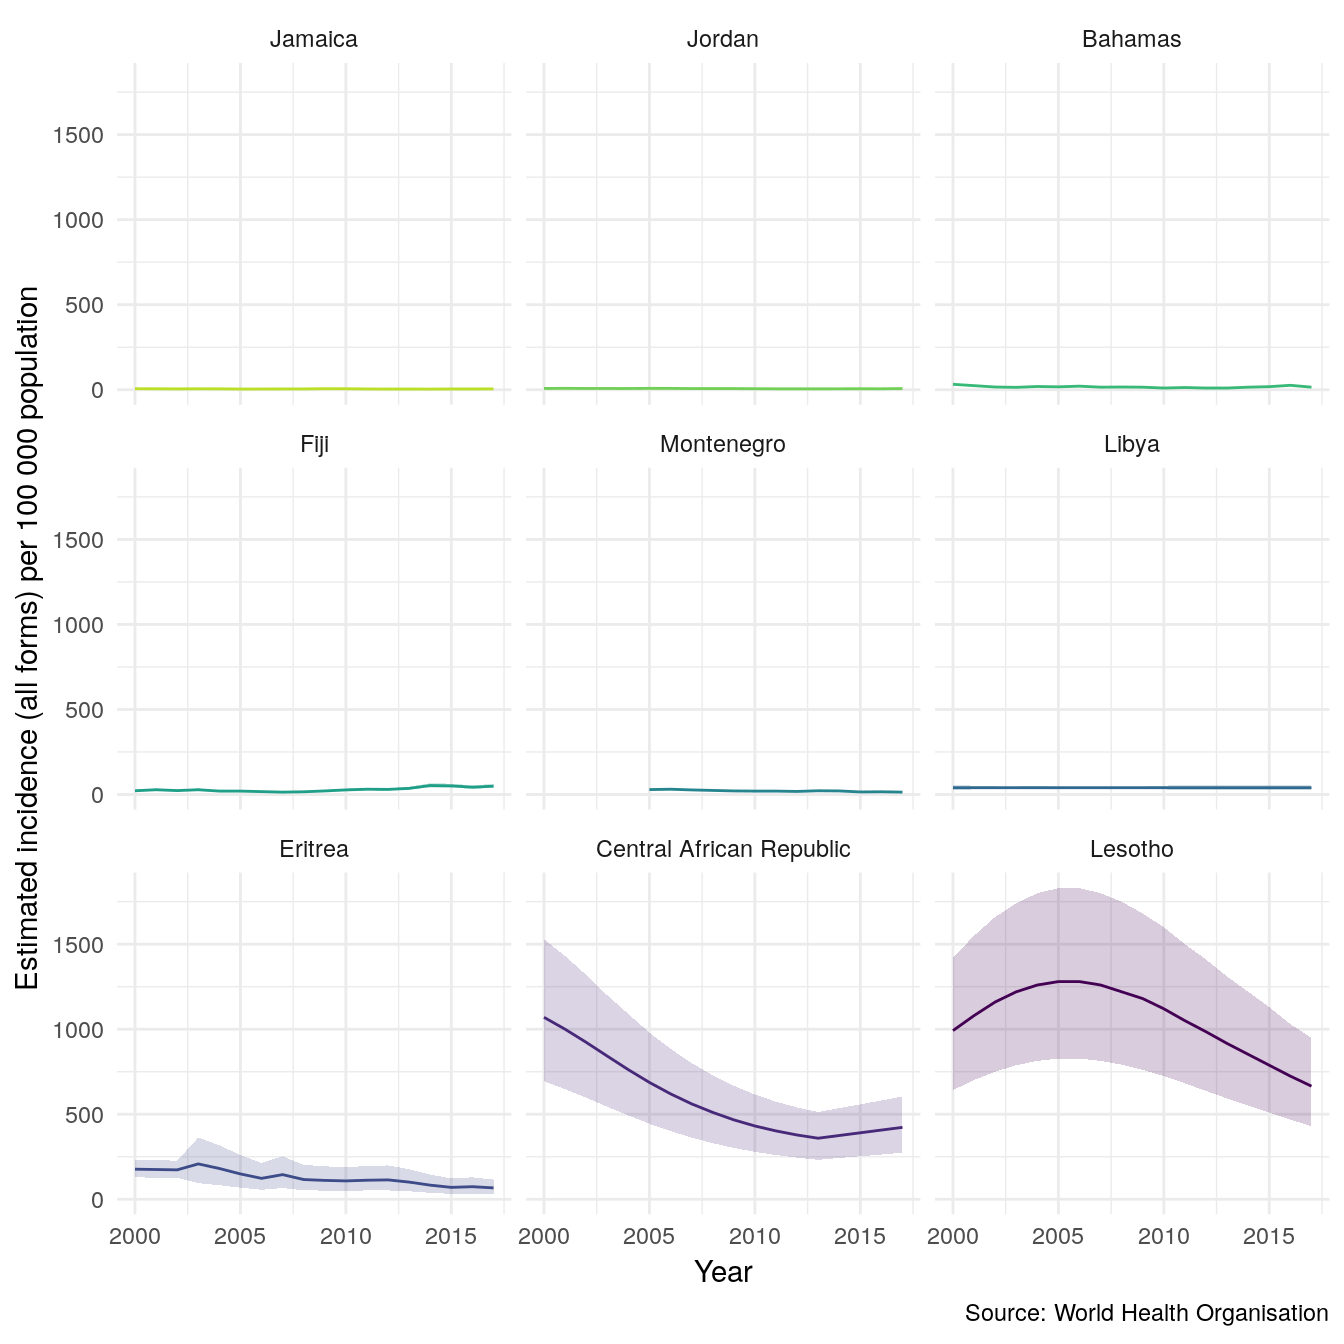 Jamaica Jordan Bahamas
1500
1000
500
0
Fiji Montenegro Libya
1500
1000
500
0
Eritrea Central African Republic Lesotho
1500
1000
500
0
2000 2005 2010 2015 2000 2005 2010 2015 2000 2005 2010 2015
Estimated incidence (all forms) per 100 000 population
Year
Source: World Health Organisation